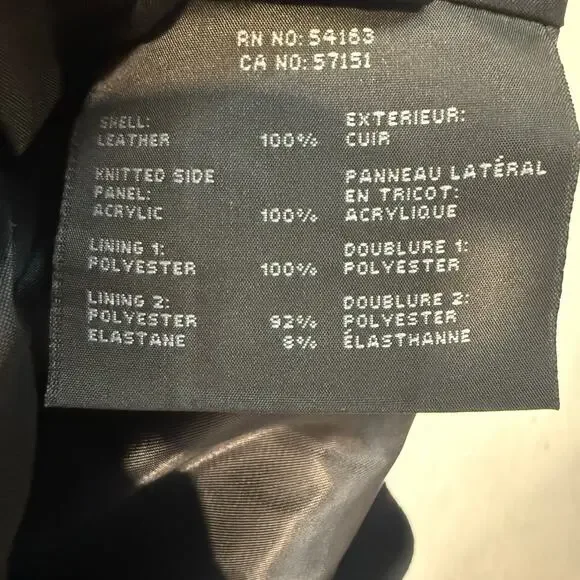 RN NO: 54163
CA NO: 57151
SHELL: EXTERIEUR:
LEATHER 100% CUIR
KNITTED SIDE PANNEAU LATÉRAL
PANEL: EN TRICOT:
ACRYLIC 100% ACRYLIQUE
LINING 1: DOUBLURE 1:
POLYESTER 100% POLYESTER
LINING 2: DOUBLURE 2:
POLYESTER 92% POLYESTER
ELASTANE 8% ÉLASTHANNE